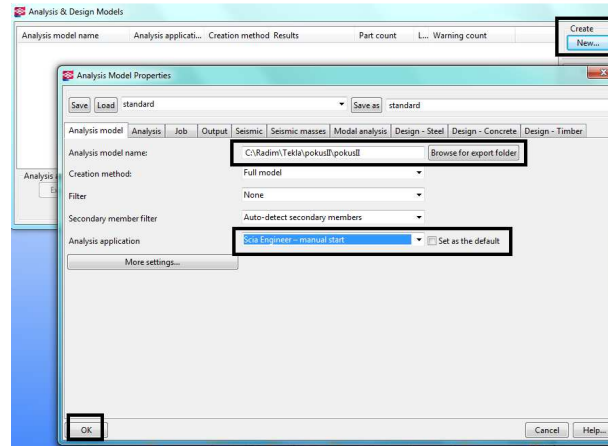 Analysis & Design Models
Analysis model name Analysis applicati... Creation method Results Part count L... Warning count
Create
New...
Analysis Model Properties
Save Load standard Save as standard
Analysis model Analysis Job Output Seismic Seismic masses Modal analysis Design - Steel Design - Concrete Design - Timber
Analysis model name: C:\Radim\Tekla\pokusII\pokusII Browse for export folder
Creation method: Full model
Filter None
Secondary member filter Auto-detect secondary members
Analysis application Scia Engineer – manual start Set as the default
More settings...
Analysis
OK Cancel Help...